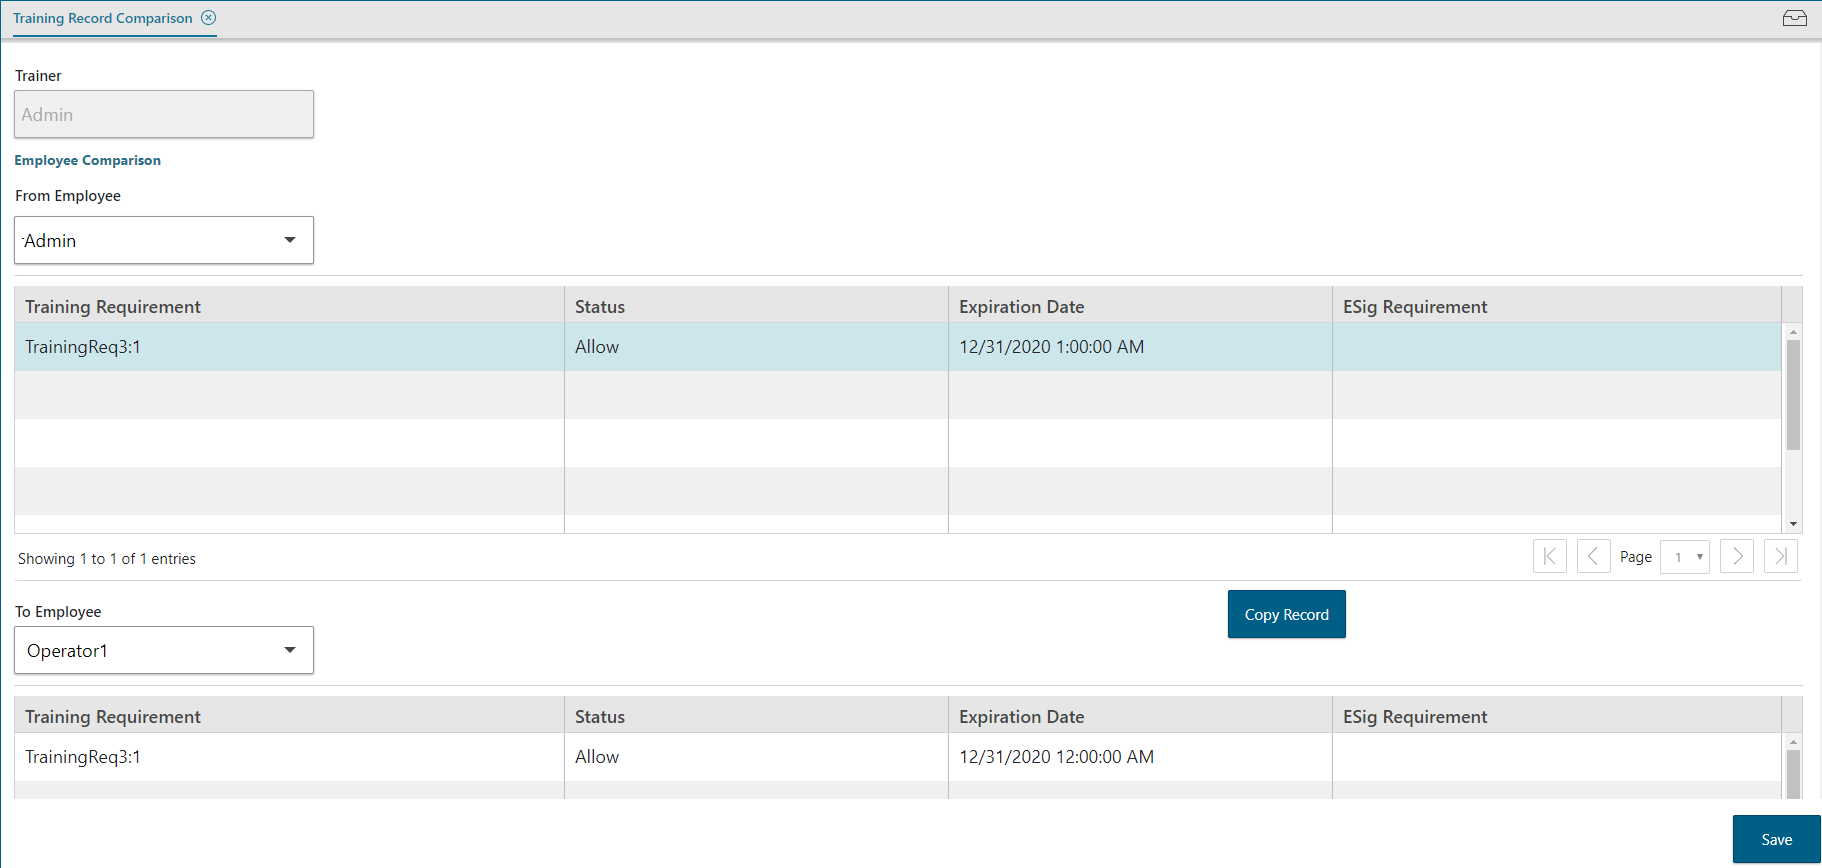 Training Record Comparison
Trainer
Admin
Employee Comparison
From Employee
Admin
Training Requirement Status Expiration Date ESig Requirement
TrainingReq3:1 Allow 12/31/2020 1:00:00 AM
Showing 1 to 1 of 1 entries Page 1
To Employee
Copy Record
Operator1
Training Requirement Status Expiration Date ESig Requirement
TrainingReq3:1 Allow 12/31/2020 12:00:00 AM
Save